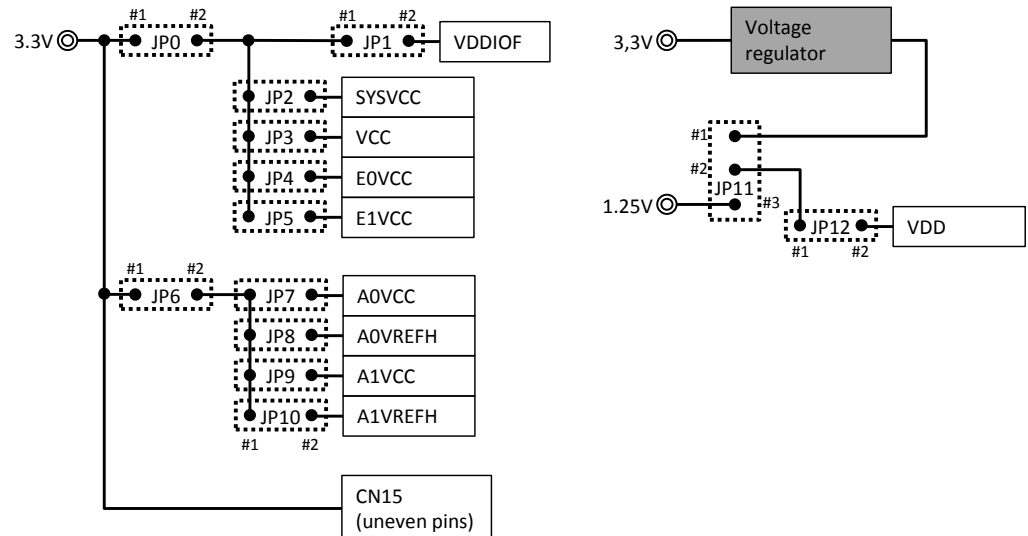 #1 #2 #1 #2
3.3V JP0 JP1 VDDIOF
JP2 SYSVCC
JP3 VCC
JP4 E0VCC
JP5 E1VCC
#1 #2
JP6 JP7 A0VCC
JP8 A0VREFH
JP9 A1VCC
JP10 A1VREFH
#1 #2
CN15
(uneven pins)
3,3V Voltage
regulator
#1
#2
JP11
1.25V #3
JP12 VDD
#1 #2